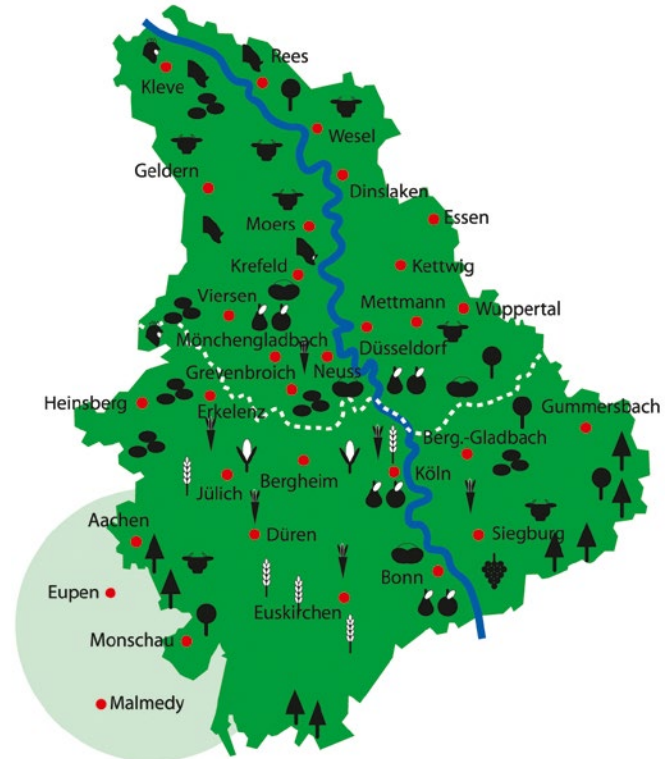 Rees
Kleve
Wesel
Geldern
Dinslaken
Moers
Essen
Krefeld
Kettwig
Viersen
Mettmann
Wuppertal
Mönchengladbach
Düsseldorf
Grevenbroich
Neuss
Heinsberg
Erkelenz
Gummersbach
Berg.-Gladbach
Jülich
Bergheim
Köln
Aachen
Düren
Siegburg
Eupen
Bonn
Euskirchen
Monschau
Malmedy